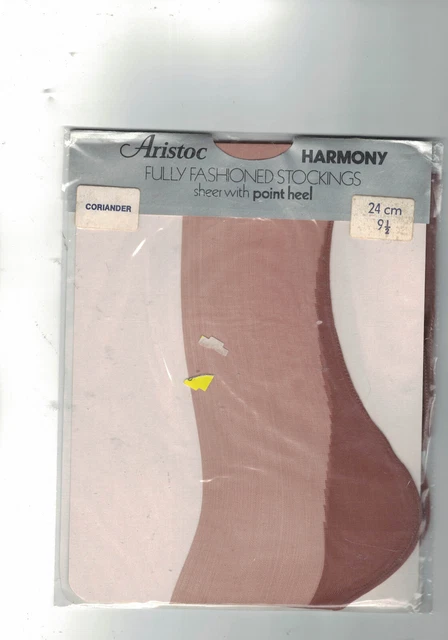 Aristoc HARMONY
FULLY FASHIONED STOCKINGS
sheer with point heel
CORIANDER
24 cm
9½